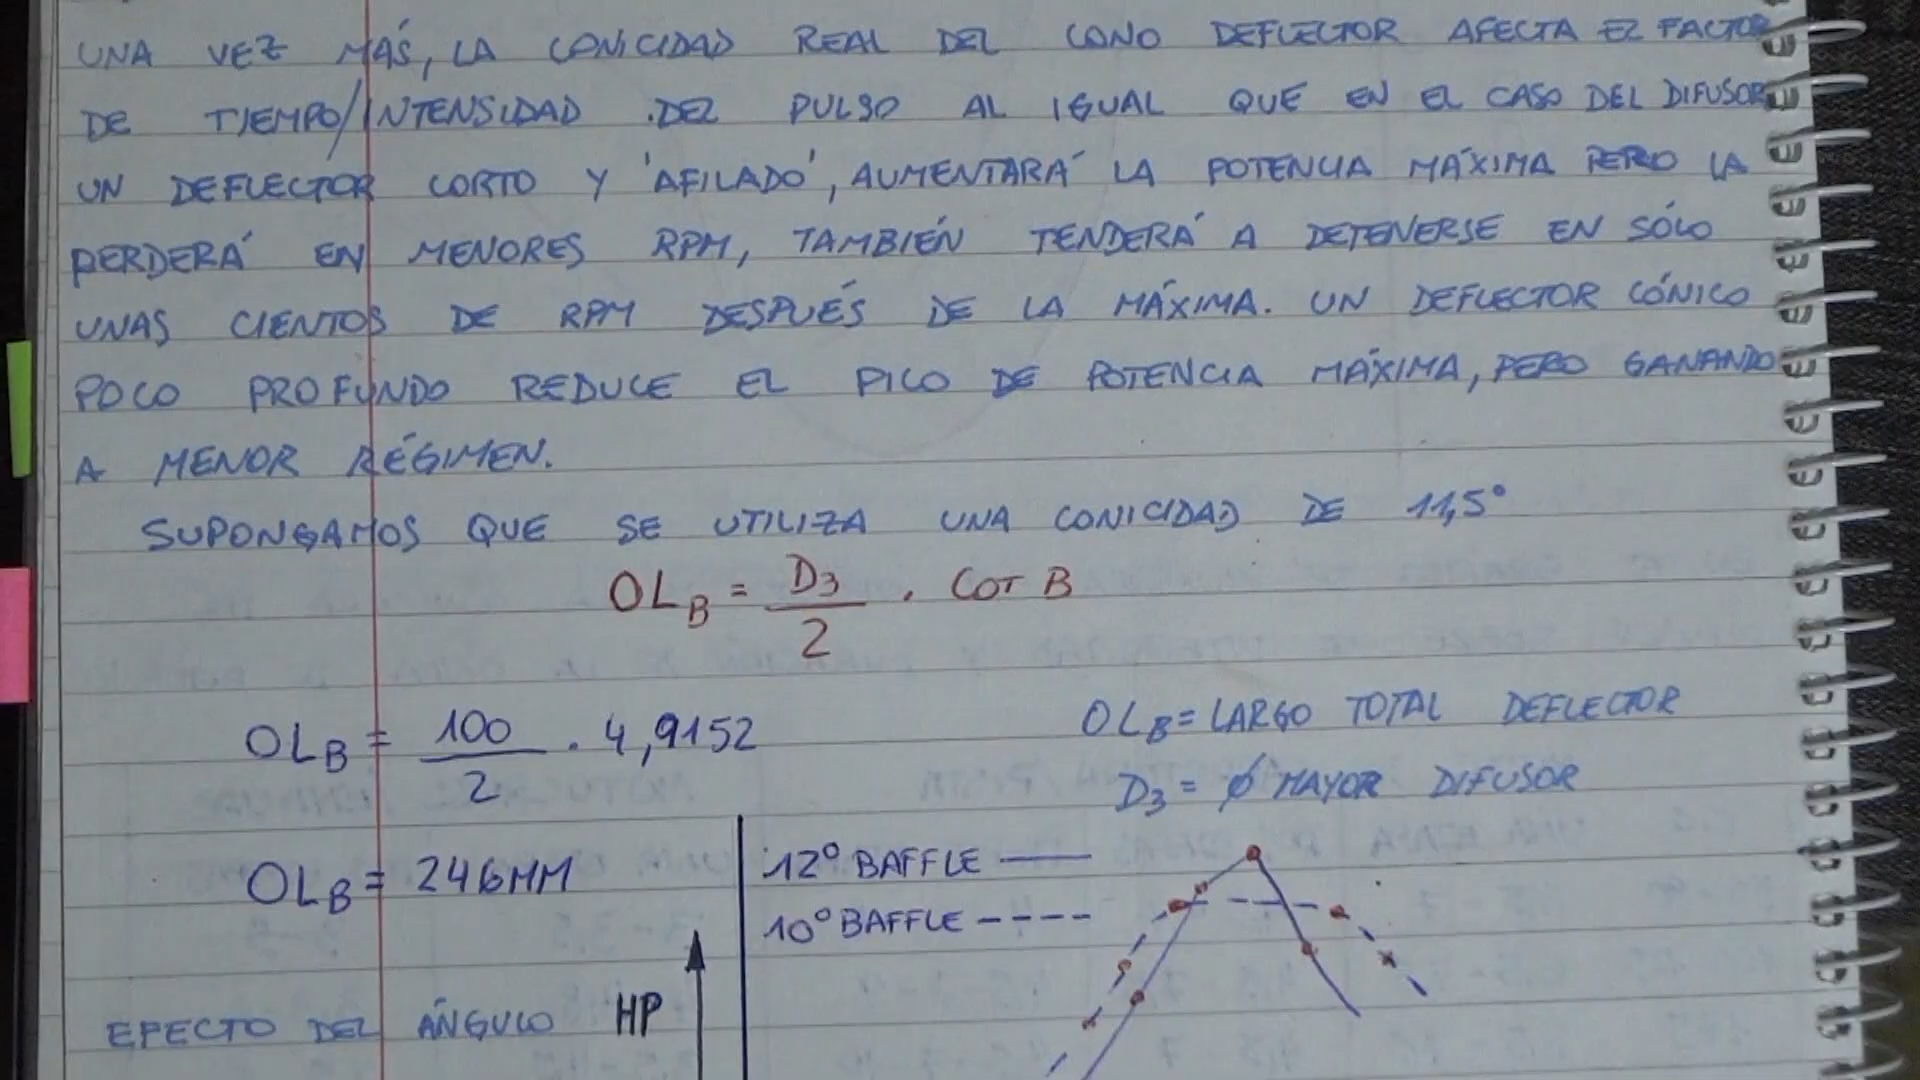 UNA VEZ MÁS, LA CONICIDAD REAL DEL CONO DEFLECTOR AFECTA EL FACTOR
DE TIEMPO/INTENSIDAD DEL PULSO AL IGUAL QUE EN EL CASO DEL DIFUSOR
UN DEFLECTOR CORTO Y 'AFILADO', AUMENTARÁ LA POTENCIA MÁXIMA PERO LA
PERDERÁ EN MENORES RPM, TAMBIÉN TENDERÁ A DETENERSE EN SÓLO
UNAS CIENTOS DE RPM DESPUÉS DE LA MÁXIMA. UN DEFLECTOR CÓNICO
POCO PROFUNDO REDUCE EL PICO DE POTENCIA MÁXIMA, PERO GANANDO
A MENOR RÉGIMEN.
SUPONGAMOS QUE SE UTILIZA UNA CONICIDAD DE 11,5°
OL_B = D3/2 . COT B
OL_B = 100/2 . 4,9152
OL_B = LARGO TOTAL DEFLECTOR
D3 = Ø MAYOR DIFUSOR
OL_B = 246MM
12° BAFFLE
10° BAFFLE
EFECTO DEL ÁNGULO
HP